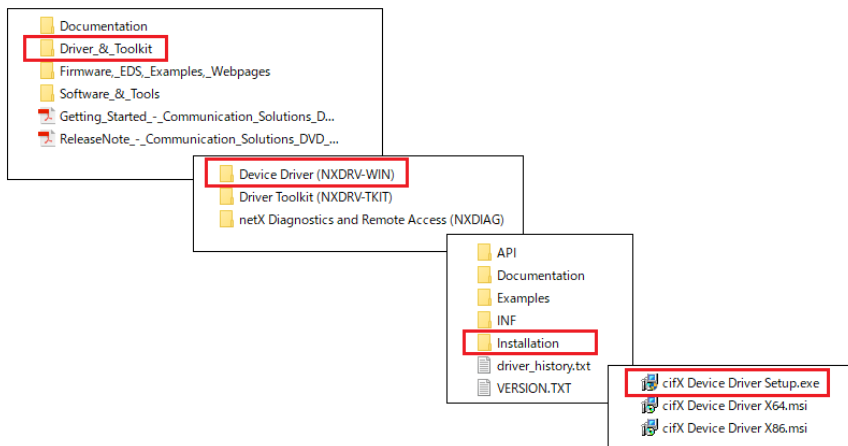 Documentation
Driver_&_Toolkit
Firmware,_EDS,_Examples,_Webpages
Software_&_Tools
Getting_Started_-_Communication_Solutions_D...
ReleaseNote_-_Communication_Solutions_DVD_...
Device Driver (NXDRV-WIN)
Driver Toolkit (NXDRV-TKIT)
netX Diagnostics and Remote Access (NXDIAG)
API
Documentation
Examples
INF
Installation
driver_history.txt
VERSION.TXT
cifX Device Driver Setup.exe
cifX Device Driver X64.msi
cifX Device Driver X86.msi